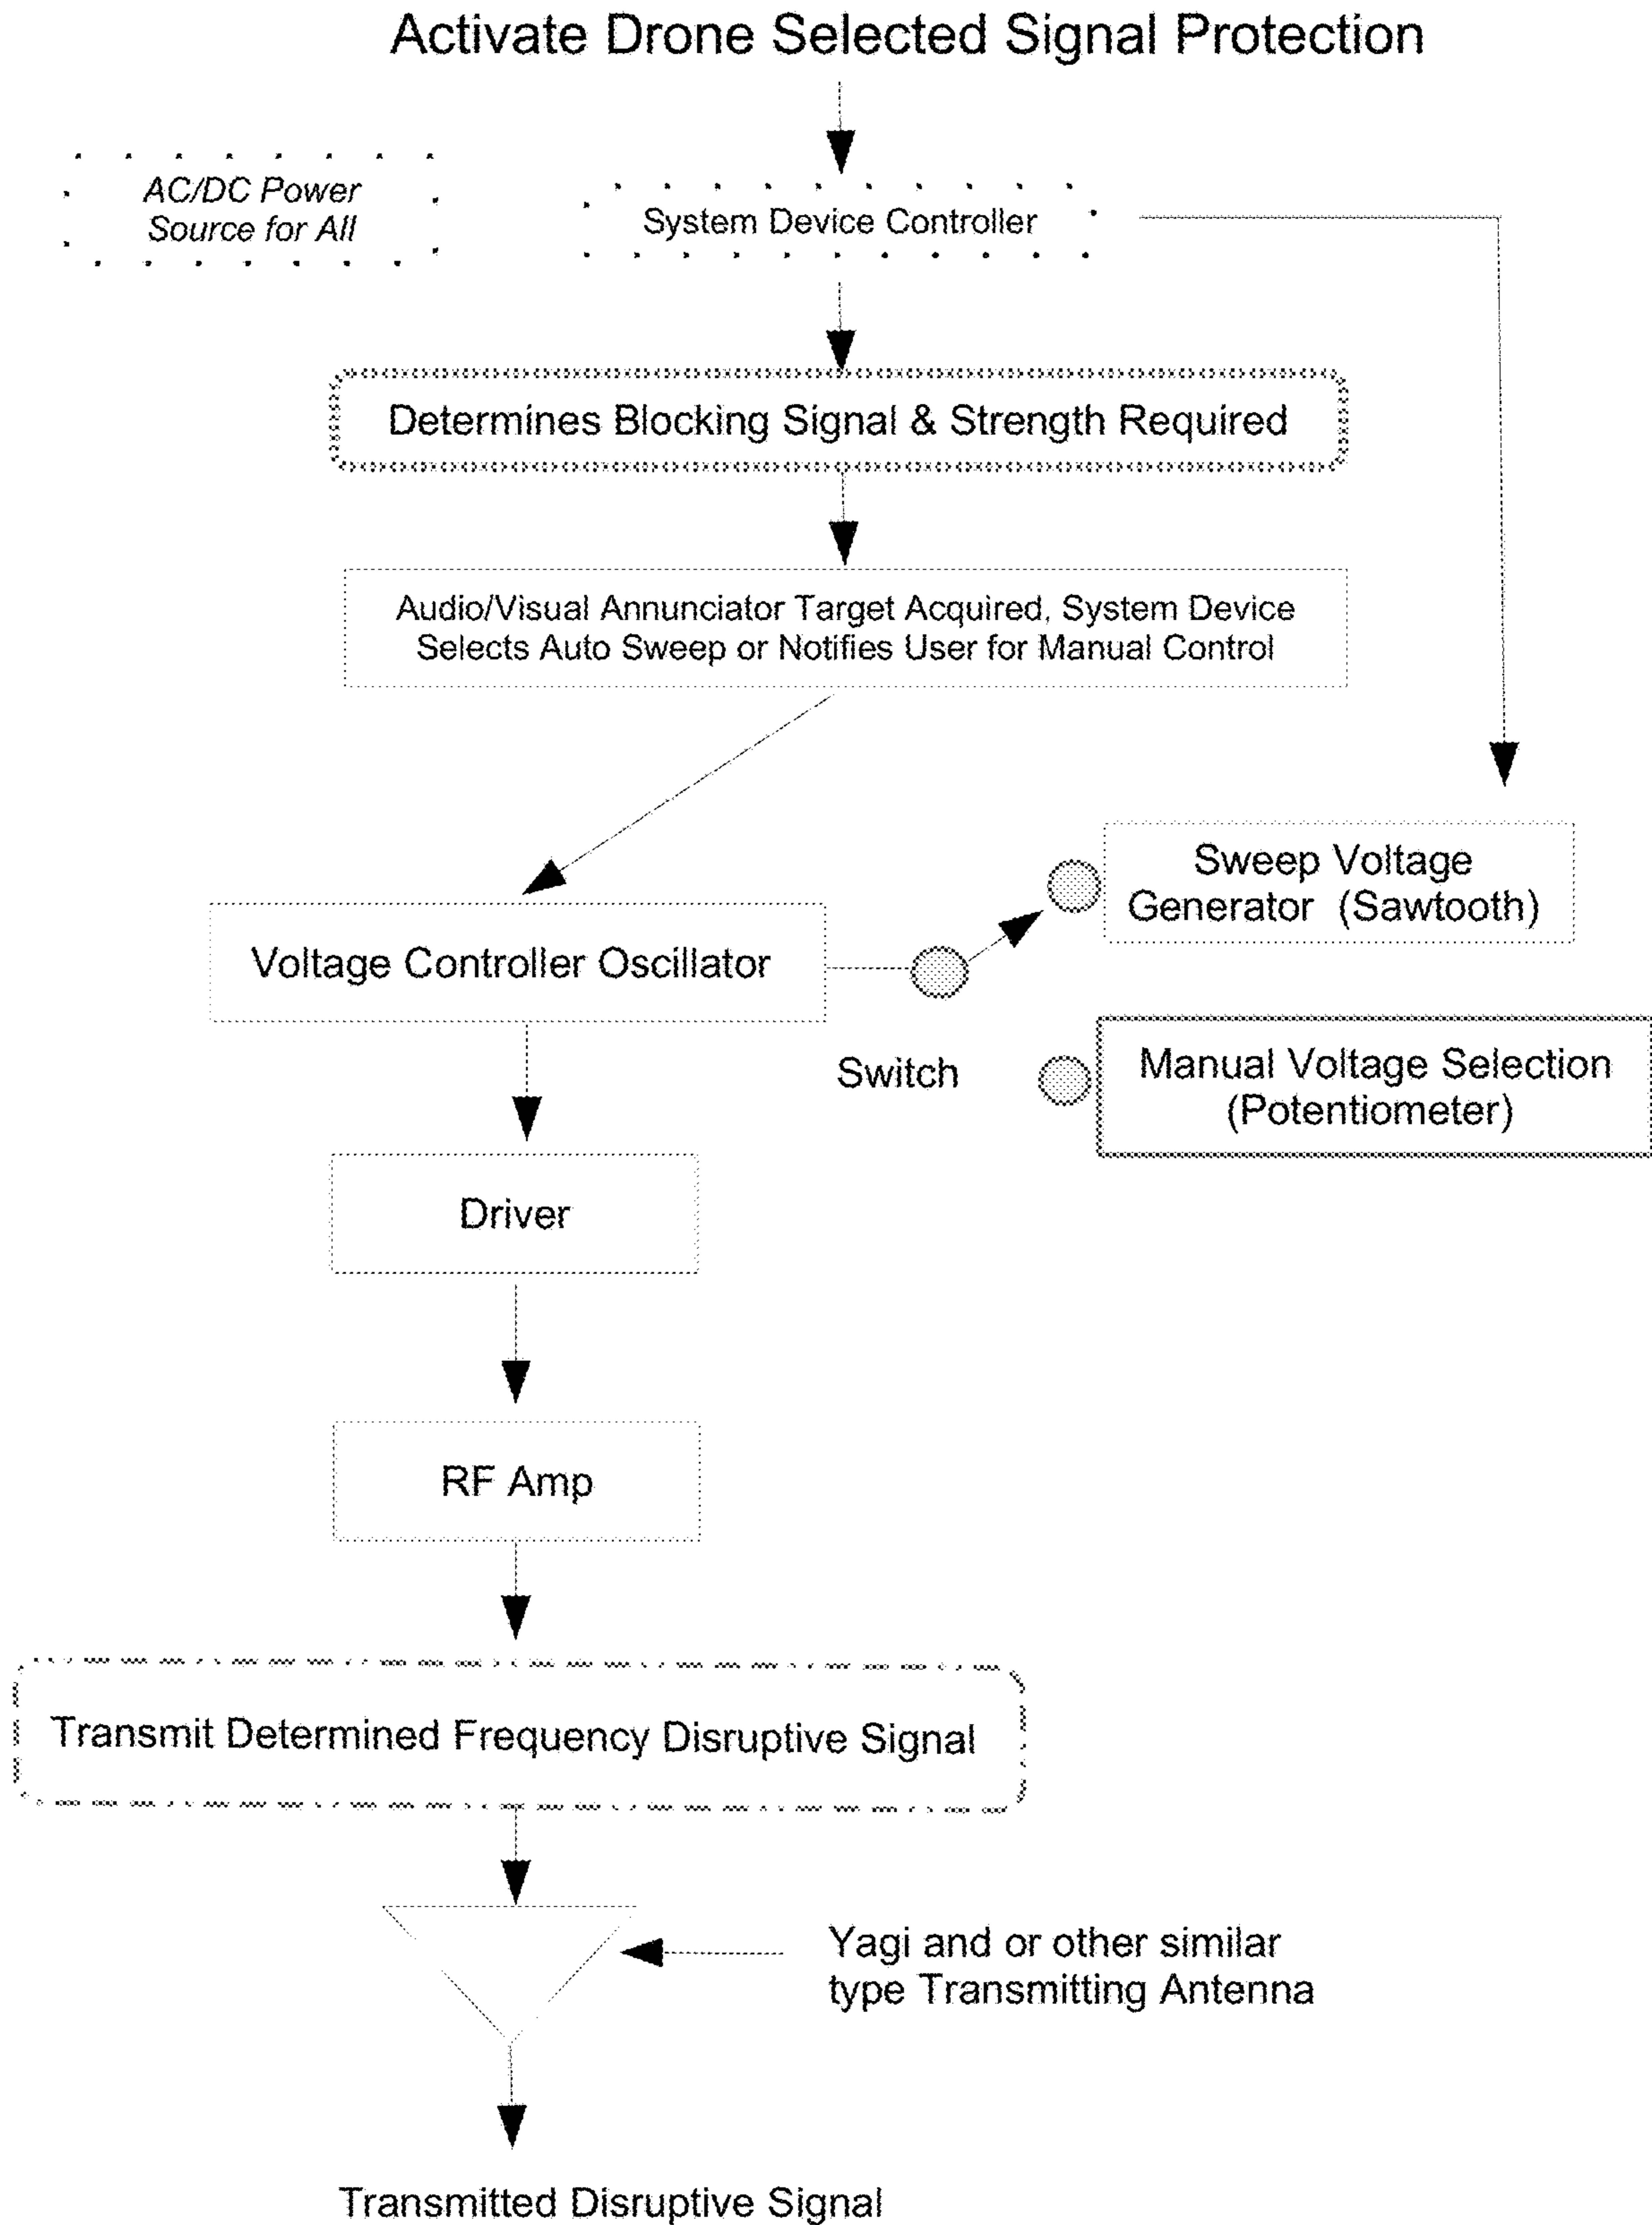 Activate Drone Selected Signal Protection
AC/DC Power
Source for All
System Device Controller
Determines Blocking Signal & Strength Required
Audio/Visual Annunciator Target Acquired, System Device
Selects Auto Sweep or Notifies User for Manual Control
Sweep Voltage
Generator (Sawtooth)
Voltage Controller Oscillator
Switch
Manual Voltage Selection
(Potentiometer)
Driver
RF Amp
Transmit Determined Frequency Disruptive Signal
Yagi and or other similar
type Transmitting Antenna
Transmitted Disruptive Signal